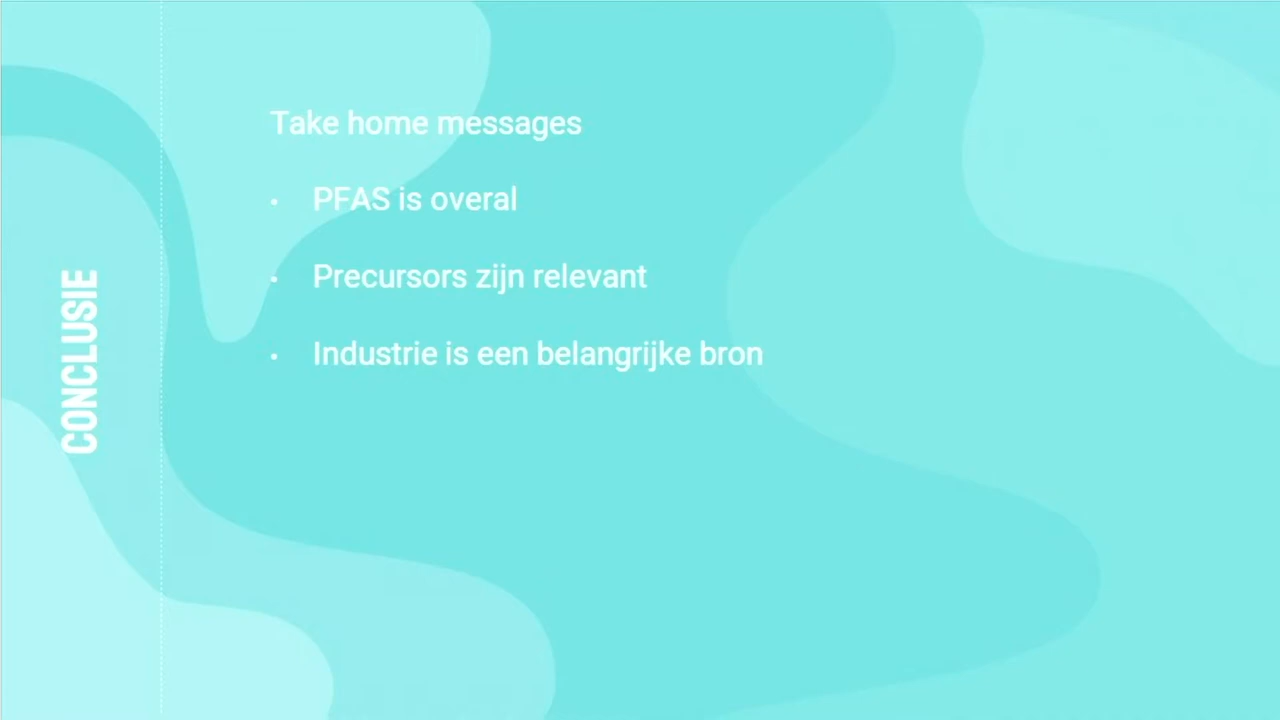 CONCLUSIE
Take home messages
• PFAS is overal
• Precursors zijn relevant
• Industrie is een belangrijke bron